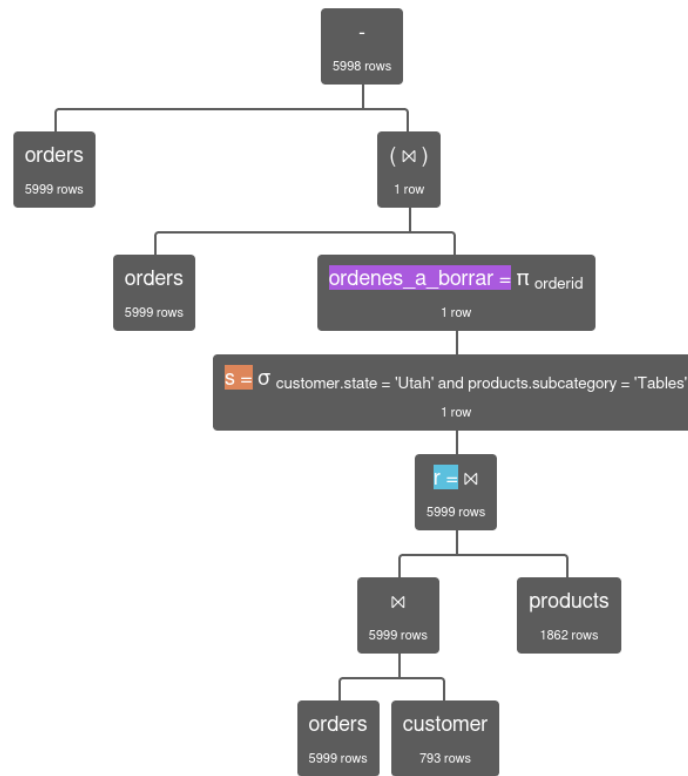 -
5998 rows
orders
5999 rows
( ⋈ )
1 row
orders
5999 rows
ordenes_a_borrar = π orderid
1 row
s = σ customer.state = 'Utah' and products.subcategory = 'Tables'
1 row
r = ⋈
5999 rows
⋈
5999 rows
products
1862 rows
orders
5999 rows
customer
793 rows